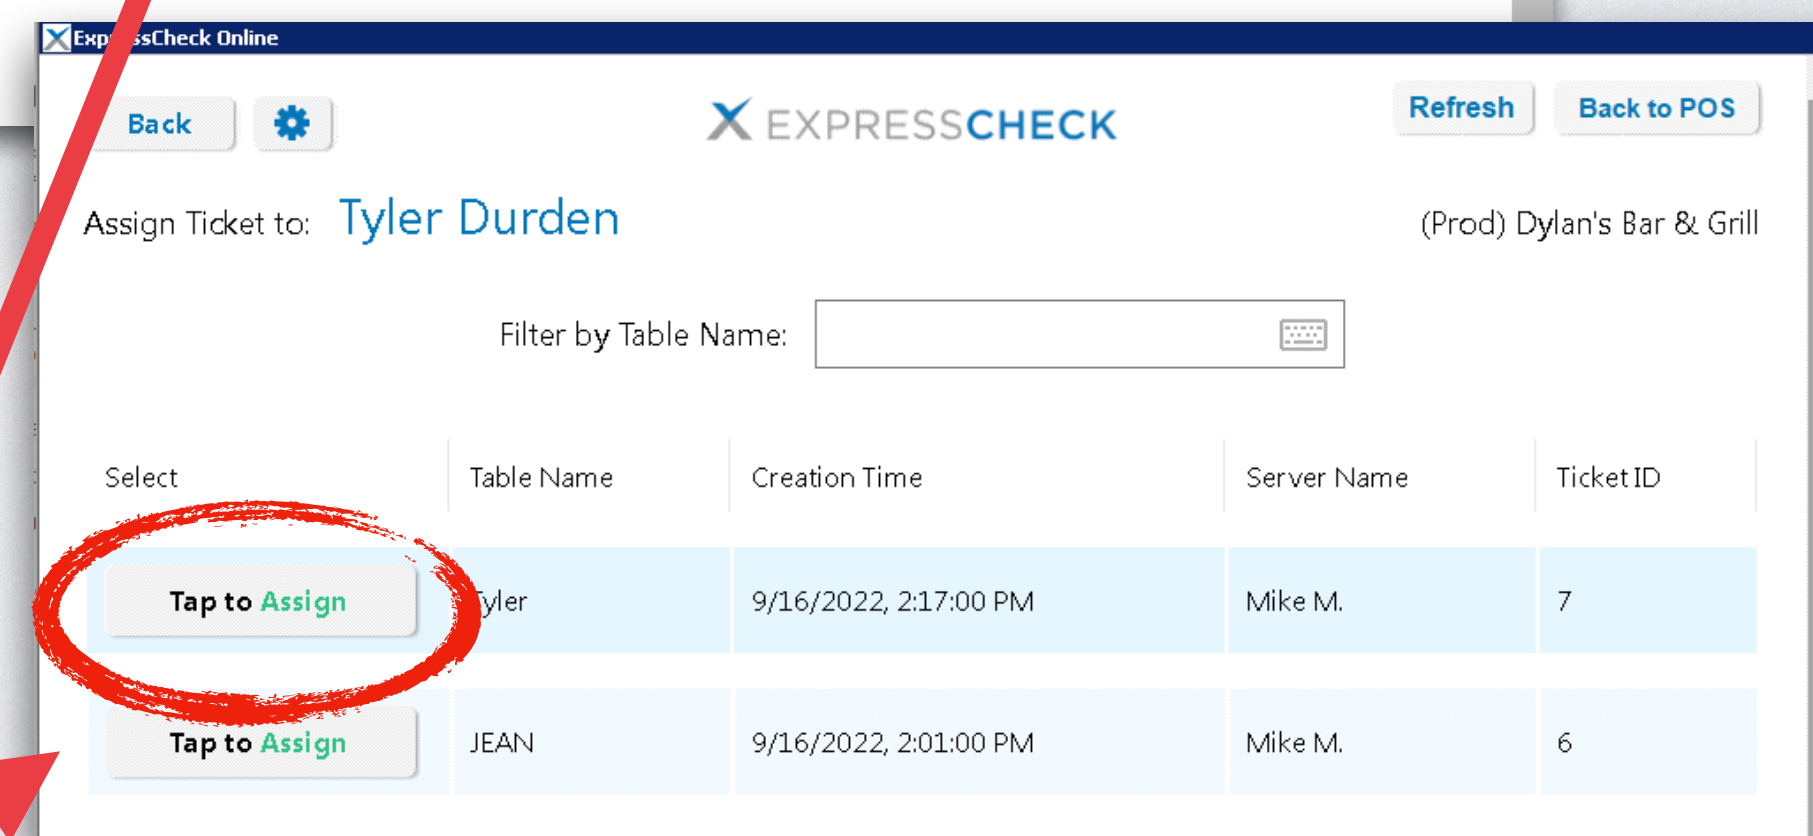 ExpressCheck Online
Back
EXPRESSCHECK
Refresh
Back to POS
Assign Ticket to: Tyler Durden
(Prod) Dylan's Bar & Grill
Filter by Table Name:
Select Table Name Creation Time Server Name Ticket ID
Tap to Assign Tyler 9/16/2022, 2:17:00 PM Mike M. 7
Tap to Assign JEAN 9/16/2022, 2:01:00 PM Mike M. 6